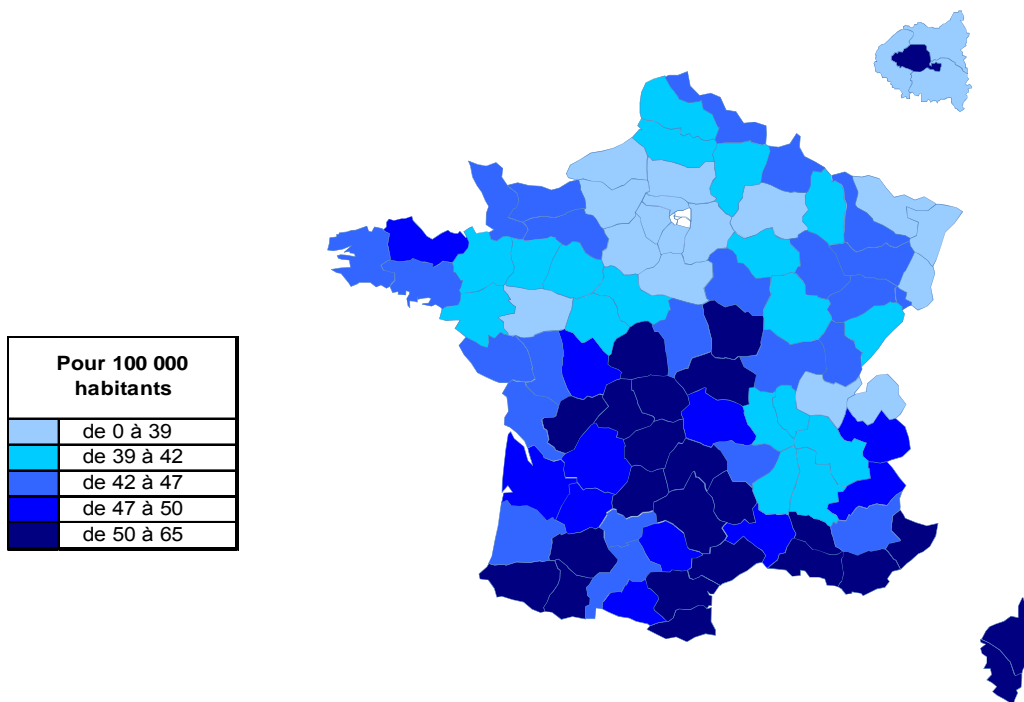 Pour 100 000
habitants
de 0 à 39
de 39 à 42
de 42 à 47
de 47 à 50
de 50 à 65